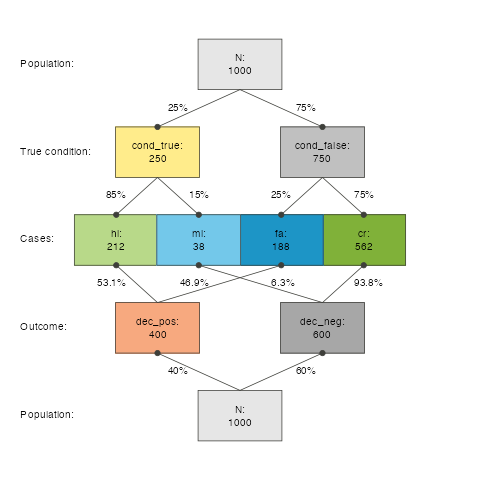 Population:
N:
1000
25%
75%
True condition:
cond_true:
250
cond_false:
750
85%
15%
25%
75%
Cases:
hi:
212
mi:
38
fa:
188
cr:
562
53.1%
46.9%
6.3%
93.8%
Outcome:
dec_pos:
400
dec_neg:
600
40%
60%
Population:
N:
1000